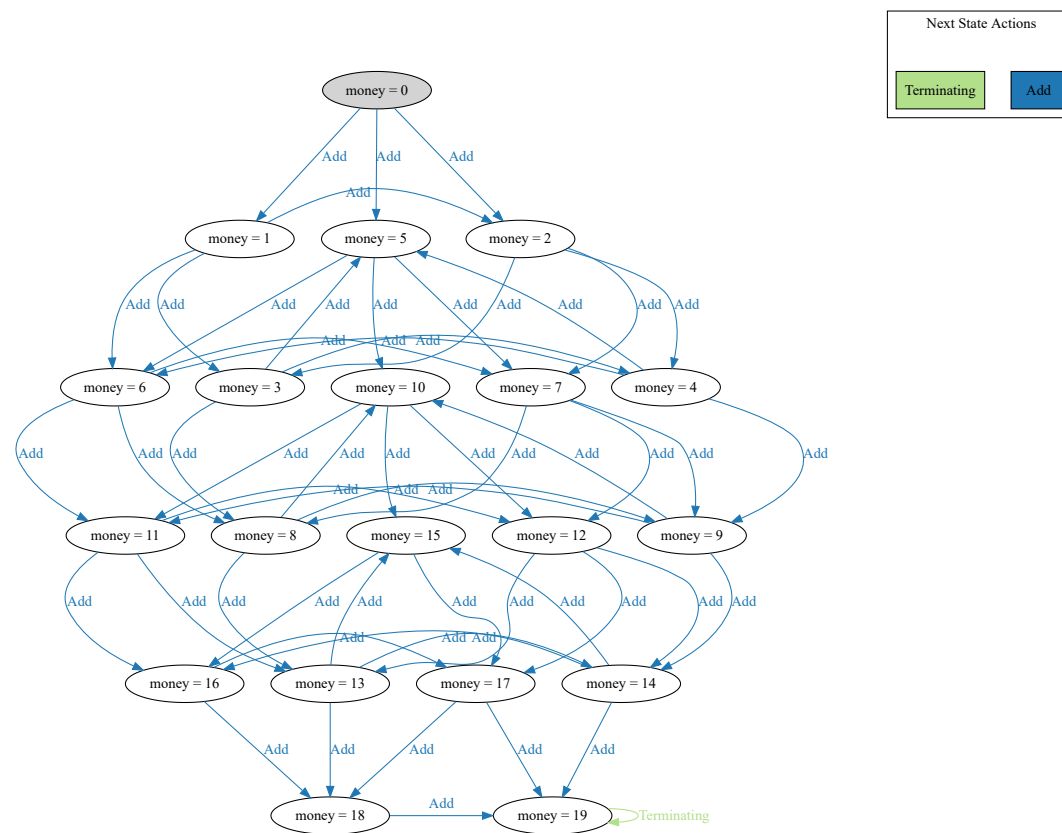 Next State Actions
Terminating
Add
money = 0
Add
Add
Add
Add
money = 1
money = 5
money = 2
Add
Add
Add
Add
Add
Add
Add
Add
Add
Add
Add
money = 6
money = 3
money = 10
money = 7
money = 4
Add
Add
Add
Add
Add
Add
Add
Add
Add
Add
Add
Add
Add
money = 11
money = 8
money = 15
money = 12
money = 9
Add
Add
Add
Add
Add
Add
Add
Add
Add
Add
Add
Add
money = 16
money = 13
money = 17
money = 14
Add
Add
Add
Add
Add
Add
money = 18
money = 19
Terminating